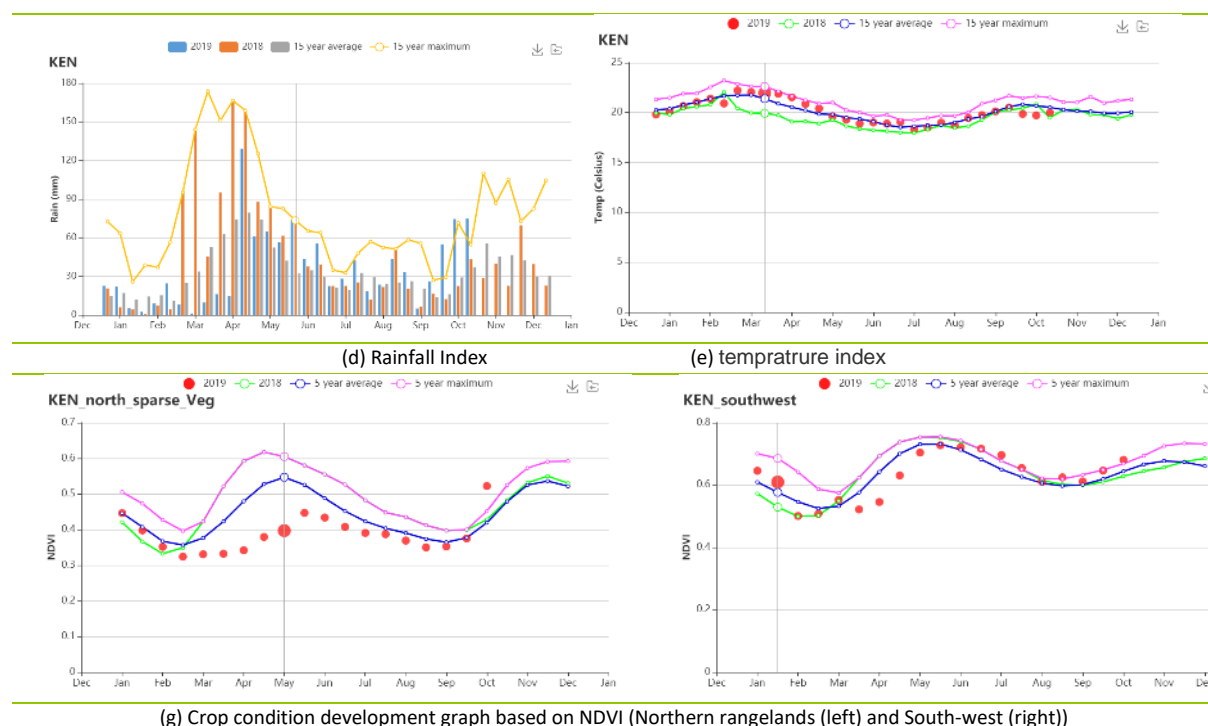 2019 2018 15 year average 15 year maximum
KEN
180
150
120
90
60
30
0
Rain (mm)
Dec Jan Feb Mar Apr May Jun Jul Aug Sep Oct Nov Dec Jan
(d) Rainfall Index
2019 2018 15 year average 15 year maximum
KEN
25
20
15
10
5
0
Temp (Celsius)
Dec Jan Feb Mar Apr May Jun Jul Aug Sep Oct Nov Dec Jan
(e) tempratrure index
2019 2018 5 year average 5 year maximum
KEN_north_sparse_Veg
0.7
0.6
0.5
0.4
0.3
0.2
0.1
0
NDVI
Dec Jan Feb Mar May Jun Jul Aug Sep Oct Nov Dec Jan
2019 2018 5 year average 5 year maximum
KEN_southwest
0.8
0.6
0.4
0.2
0
NDVI
Dec Jan Feb Mar Apr May Jun Jul Aug Sep Oct Nov De
(g) Crop condition development graph based on NDVI (Northern rangelands (left) and South-west (right))